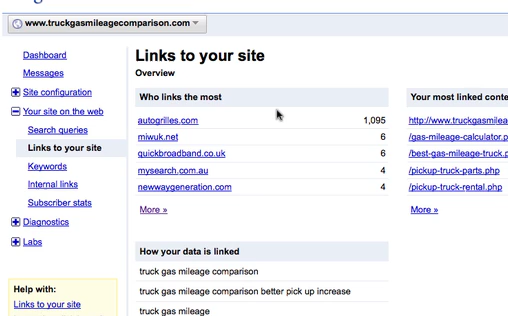 www.truckgasmileagecomparison.com
Dashboard
Messages
Site configuration
Your site on the web
Search queries
Links to your site
Keywords
Internal links
Subscriber stats
Diagnostics
Labs
Help with:
Links to your site
Links to your site
Overview
Who links the most
autogrilles.com 1,095
miwuk.net 6
quickbroadband.co.uk 6
mysearch.com.au 4
newwaygeneration.com 4
More »
How your data is linked
truck gas mileage comparison
truck gas mileage comparison better pick up increase
truck gas mileage
Your most linked conte
http://www.truckgasmilea
/gas-mileage-calculator.p
/best-gas-mileage-truck.p
/pickup-truck-parts.php
/pickup-truck-rental.php
More »